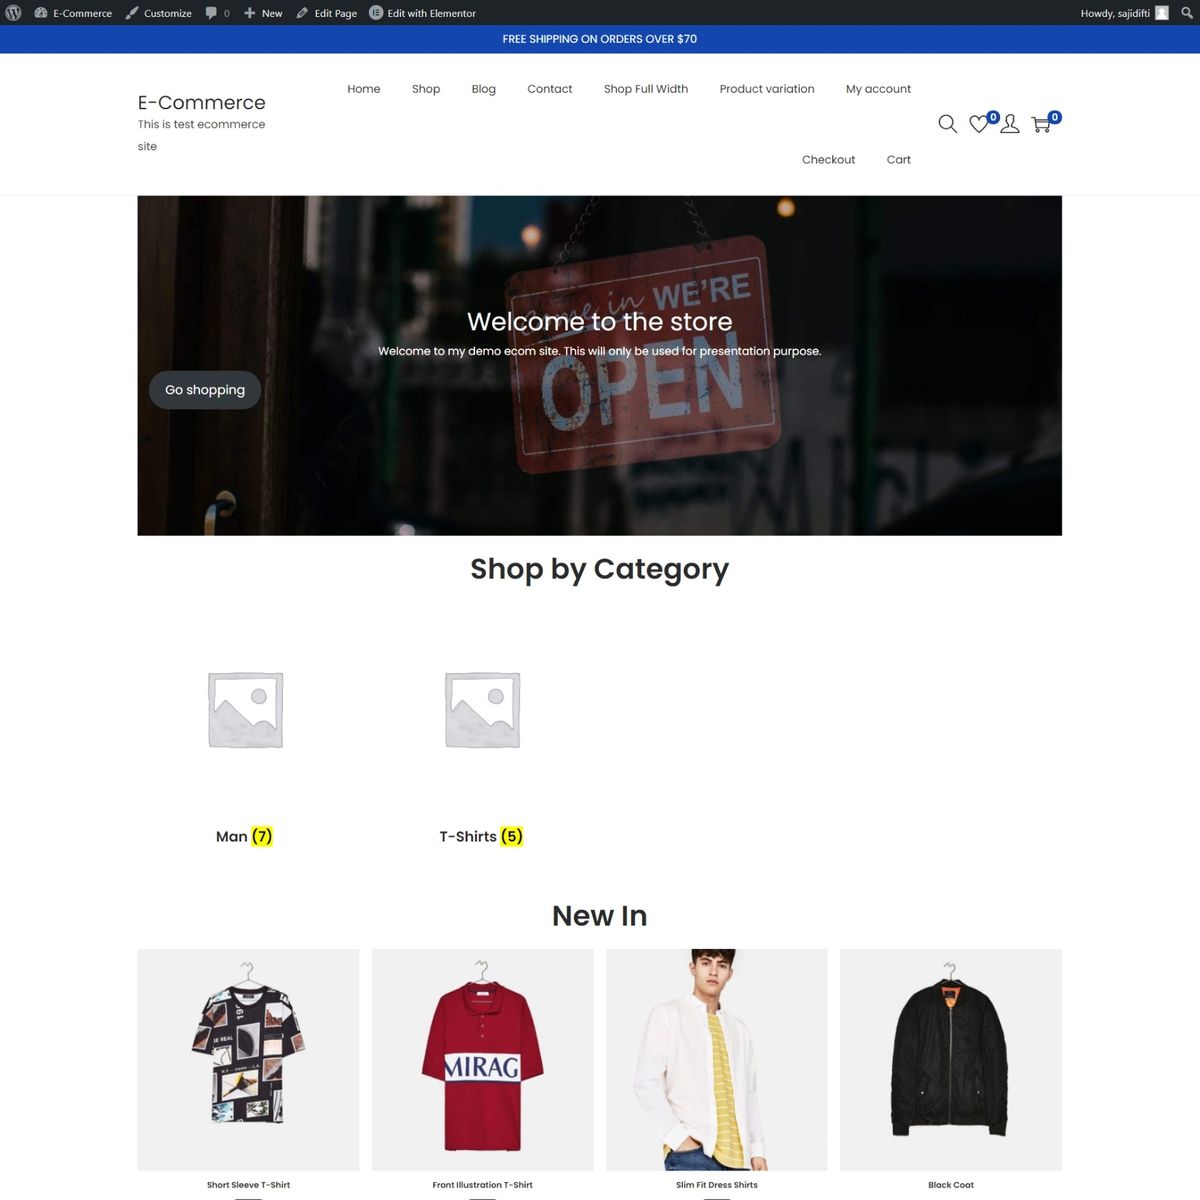 E-Commerce Customize 0 New Edit Page Edit with Elementor Howdy, sajidifti
FREE SHIPPING ON ORDERS OVER $70
Home Shop Blog Contact Shop Full Width Product variation My account
E-Commerce
This is test ecommerce
site
0 0
Checkout Cart
come in WE'RE
OPEN
Welcome to the store
Welcome to my demo ecom site. This will only be used for presentation purpose.
Go shopping
Shop by Category
Man (7) T-Shirts (5)
New In
MIRAG
Short Sleeve T-Shirt Front Illustration T-Shirt Slim Fit Dress Shirts Black Coat